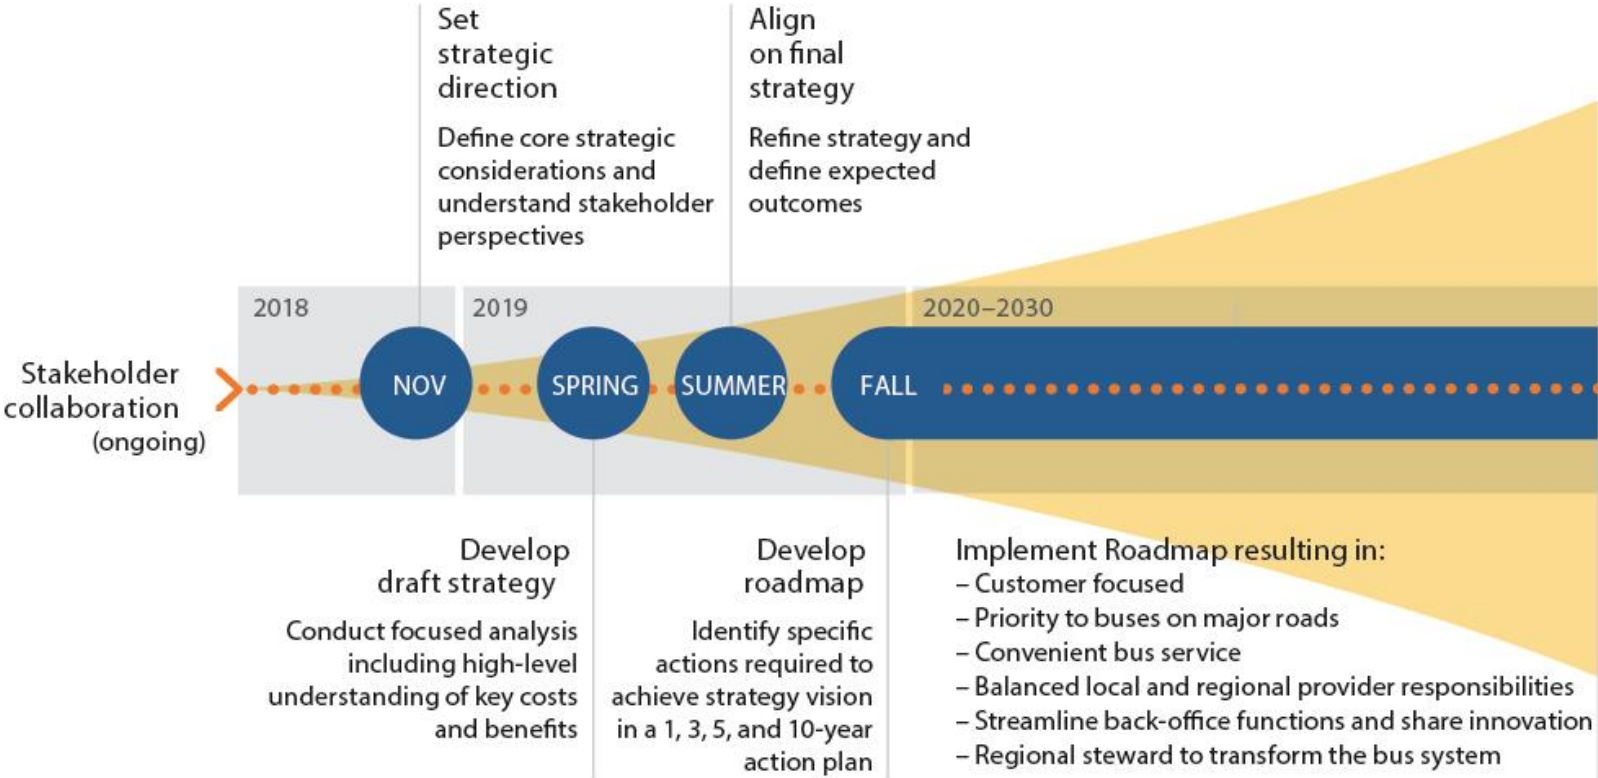 Set
strategic
direction
Define core strategic
considerations and
understand stakeholder
perspectives
Align
on final
strategy
Refine strategy and
define expected
outcomes
2018
2019
2020–2030
Stakeholder
collaboration
(ongoing)
NOV
SPRING
SUMMER
FALL
Develop
draft strategy
Conduct focused analysis
including high-level
understanding of key costs
and benefits
Develop
roadmap
Identify specific
actions required to
achieve strategy vision
in a 1, 3, 5, and 10-year
action plan
Implement Roadmap resulting in:
– Customer focused
– Priority to buses on major roads
– Convenient bus service
– Balanced local and regional provider responsibilities
– Streamline back-office functions and share innovation
– Regional steward to transform the bus system